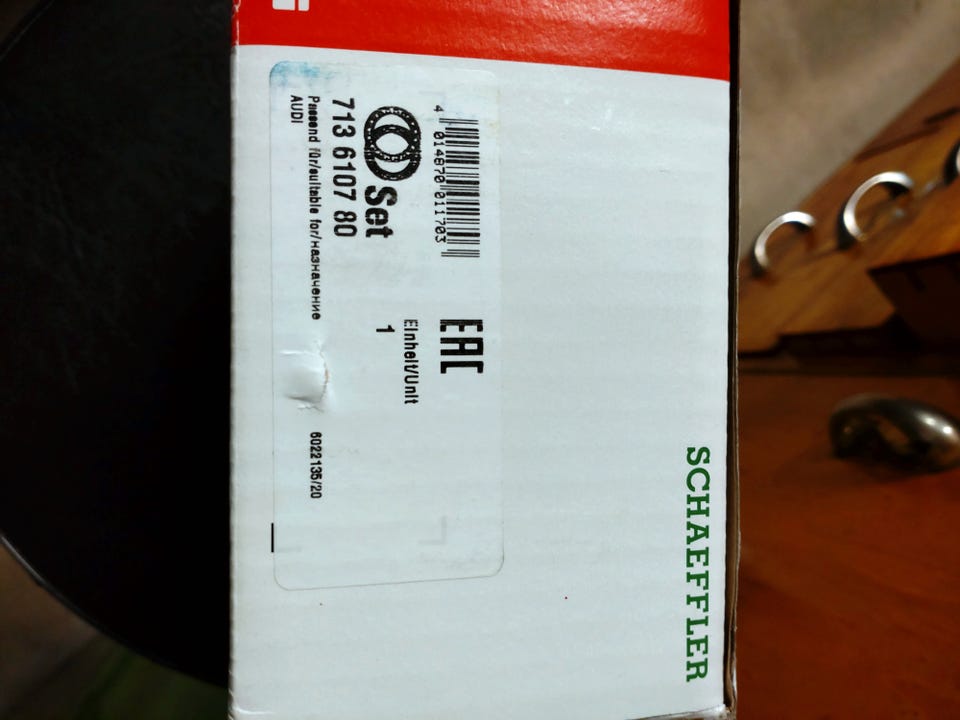 SCHAEFFLER
4 014870 011703
EAC
Set
Einheit/Unit
1
713 6107 80
Passend für/suitable for/назначение
AUDI
6022135/20